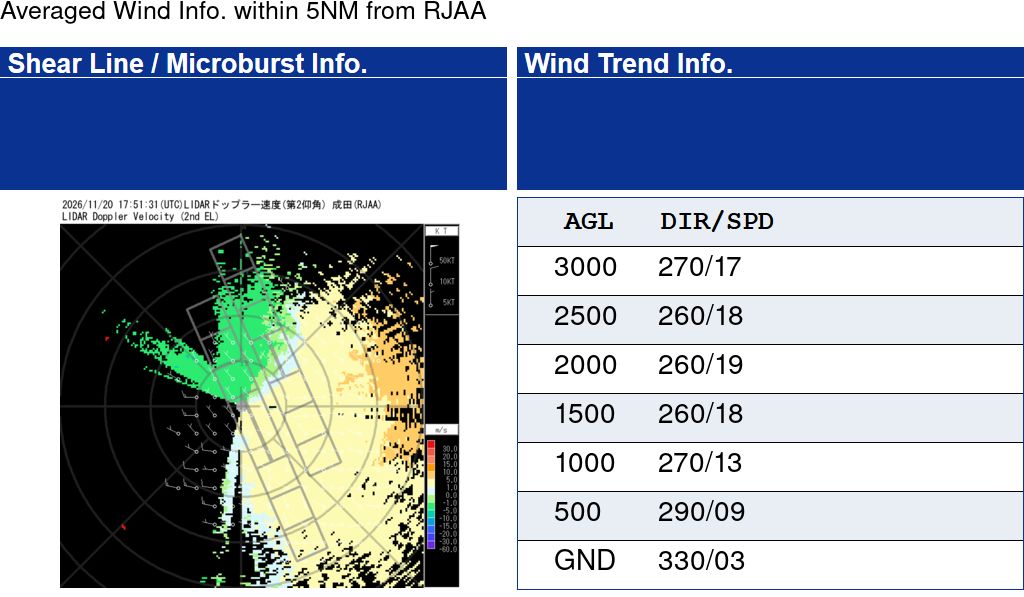 Averaged Wind Info. within 5NM from RJAA
Shear Line / Microburst Info.
Wind Trend Info.
2026/11/20 17:51:31(UTC)LIDARドップラー速度(第2仰角) 成田(RJAA)
LIDAR Doppler Velocity (2nd EL)
K T
50KT
10KT
5KT
m/s
30.0
20.0
15.0
10.0
5.0
1.0
0.0
-1.0
-5.0
-10.0
-15.0
-20.0
-30.0
-60.0
AGL DIR/SPD
3000 270/17
2500 260/18
2000 260/19
1500 260/18
1000 270/13
500 290/09
GND 330/03